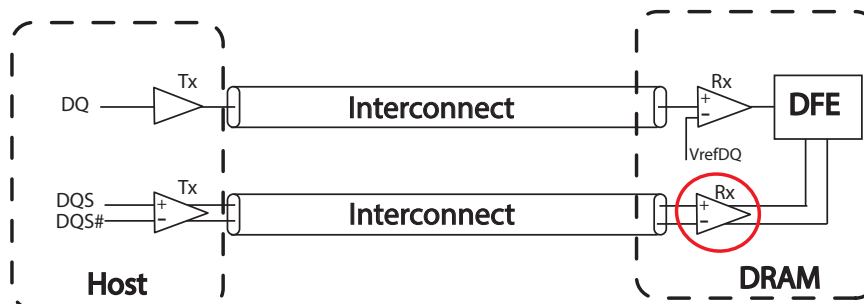 Tx
DQ
Interconnect
Rx
+
−
DFE
VrefDQ
Tx
DQS
DQS#
+
−
Interconnect
Rx
+
−
Host
DRAM